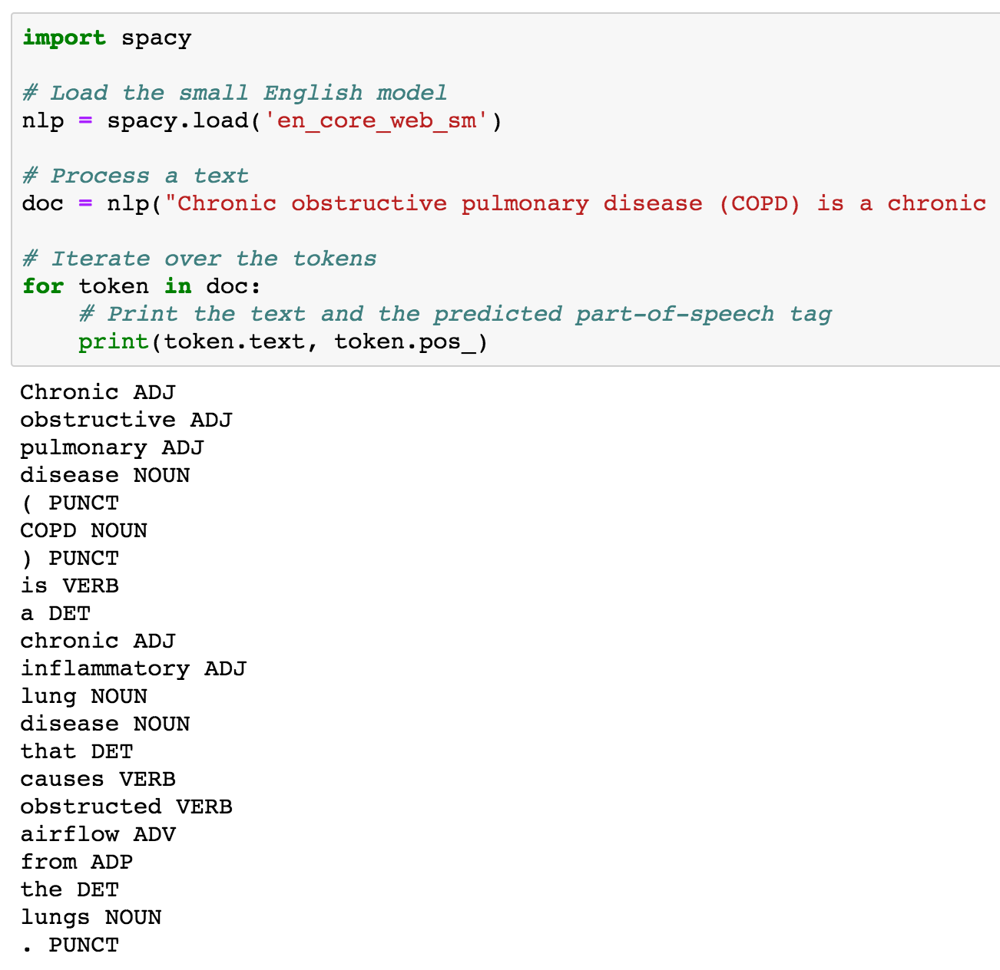 import spacy
# Load the small English model
nlp = spacy.load('en_core_web_sm')
# Process a text
doc = nlp("Chronic obstructive pulmonary disease (COPD) is a chronic
# Iterate over the tokens
for token in doc:
    # Print the text and the predicted part-of-speech tag
    print(token.text, token.pos_)
Chronic ADJ
obstructive ADJ
pulmonary ADJ
disease NOUN
( PUNCT
COPD NOUN
) PUNCT
is VERB
a DET
chronic ADJ
inflammatory ADJ
lung NOUN
disease NOUN
that DET
causes VERB
obstructed VERB
airflow ADV
from ADP
the DET
lungs NOUN
. PUNCT